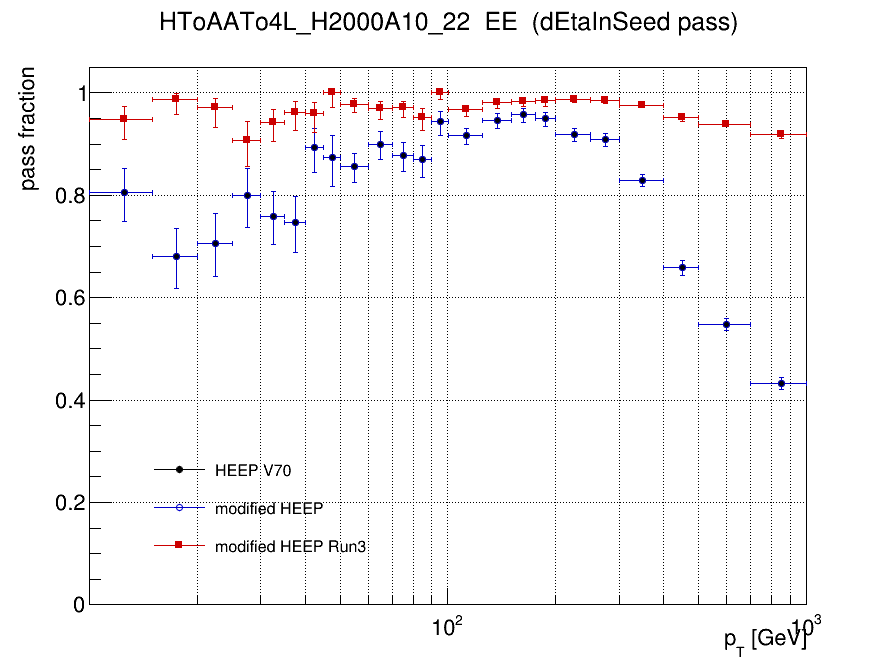 HToAATo4L_H2000A10_22 EE (dEtaInSeed pass)
pass fraction
1
0.8
0.6
0.4
0.2
0
HEEP V70
modified HEEP
modified HEEP Run3
10²
10³
p_T [GeV]